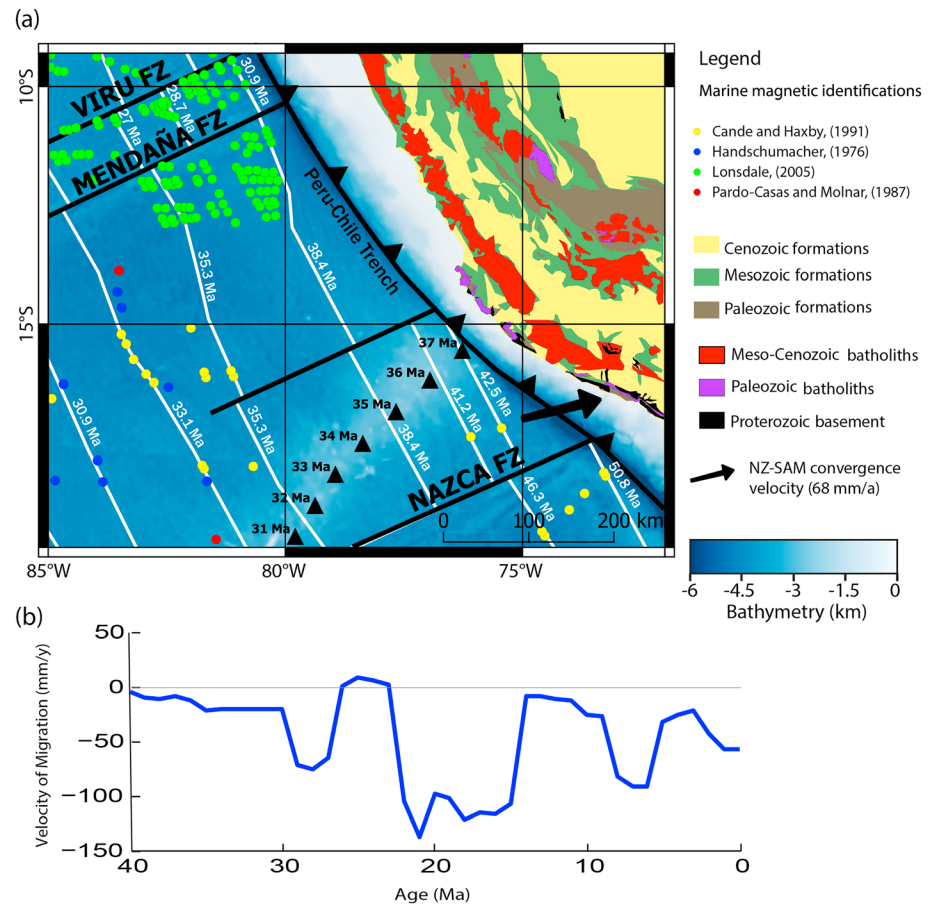 (a)
10°S
15°S
85°W
80°W
75°W
VIRU FZ
MENDAÑA FZ
NAZCA FZ
Peru-Chile Trench
27 Ma
28.7 Ma
30.9 Ma
35.3 Ma
38.4 Ma
30.9 Ma
33.1 Ma
35.3 Ma
38.4 Ma
41.2 Ma
42.5 Ma
46.3 Ma
50.8 Ma
37 Ma
36 Ma
35 Ma
34 Ma
33 Ma
32 Ma
31 Ma
0 100 200 km
Legend
Marine magnetic identifications
Cande and Haxby, (1991)
Handschumacher, (1976)
Lonsdale, (2005)
Pardo-Casas and Molnar, (1987)
Cenozoic formations
Mesozoic formations
Paleozoic formations
Meso-Cenozoic batholiths
Paleozoic batholiths
Proterozoic basement
NZ-SAM convergence
velocity (68 mm/a)
-6 -4.5 -3 -1.5 0
Bathymetry (km)
(b)
Velocity of Migration (mm/y)
50
0
−50
−100
−150
40 30 20 10 0
Age (Ma)